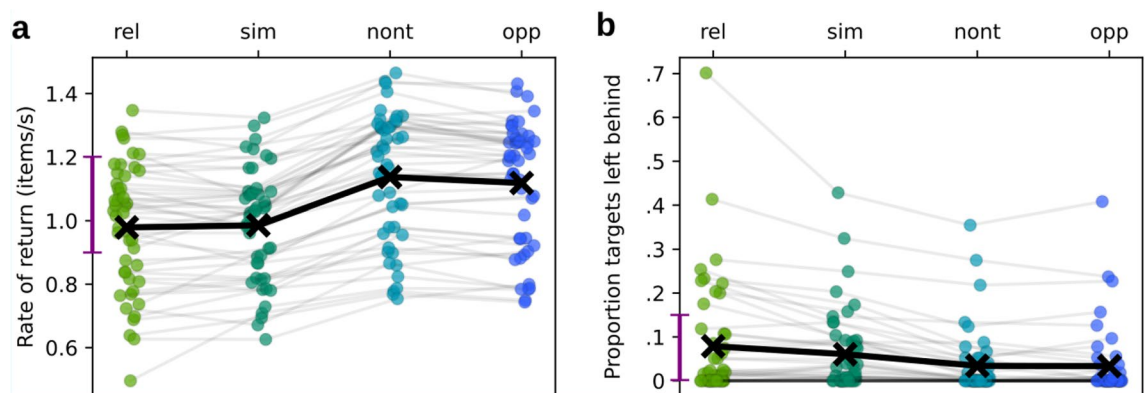 a
rel sim nont opp
Rate of return (items/s)
1.4
1.2
1.0
0.8
0.6
b
rel sim nont opp
Proportion targets left behind
.7
.6
.5
.4
.3
.2
.1
0